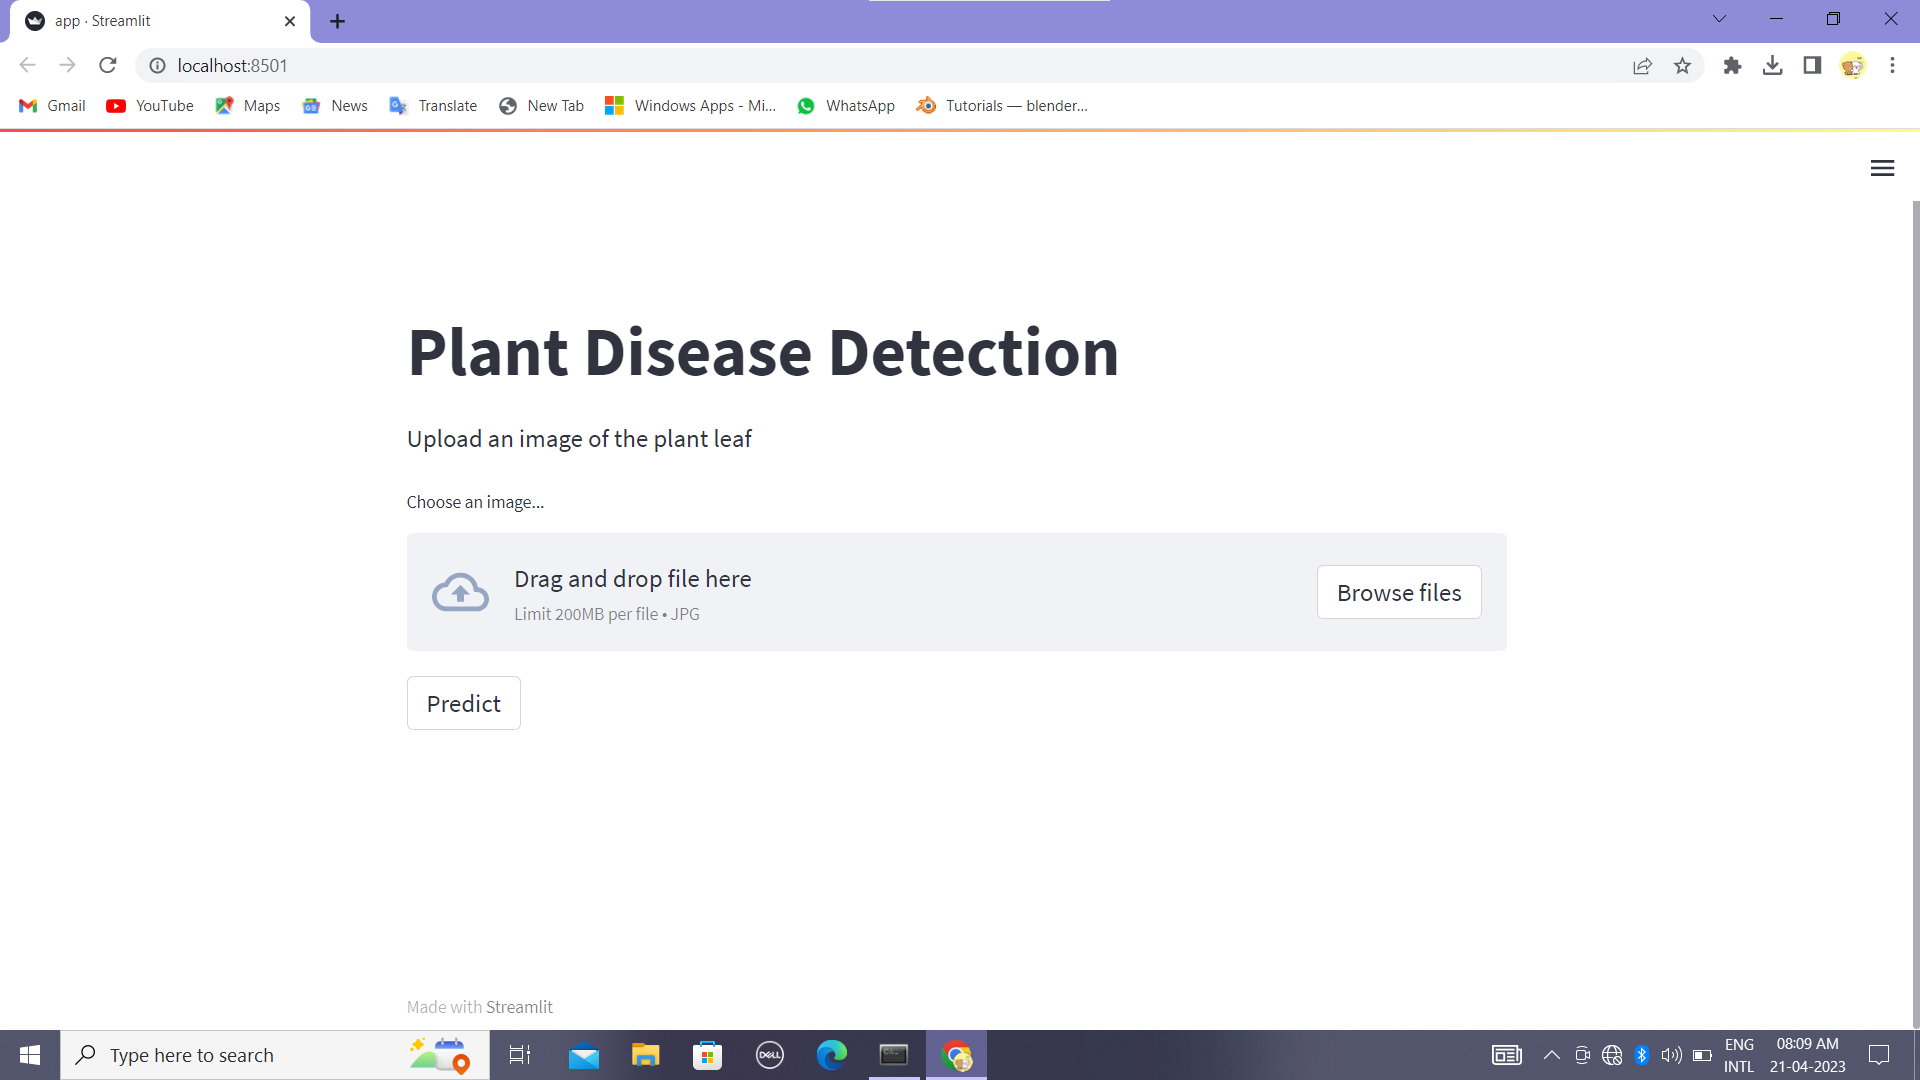 app · Streamlit
localhost:8501
Gmail YouTube Maps News Translate New Tab Windows Apps - Mi... WhatsApp Tutorials — blender...
Plant Disease Detection
Upload an image of the plant leaf
Choose an image...
Drag and drop file here
Limit 200MB per file • JPG
Browse files
Predict
Made with Streamlit
Type here to search
DELL
ENG
INTL
08:09 AM
21-04-2023